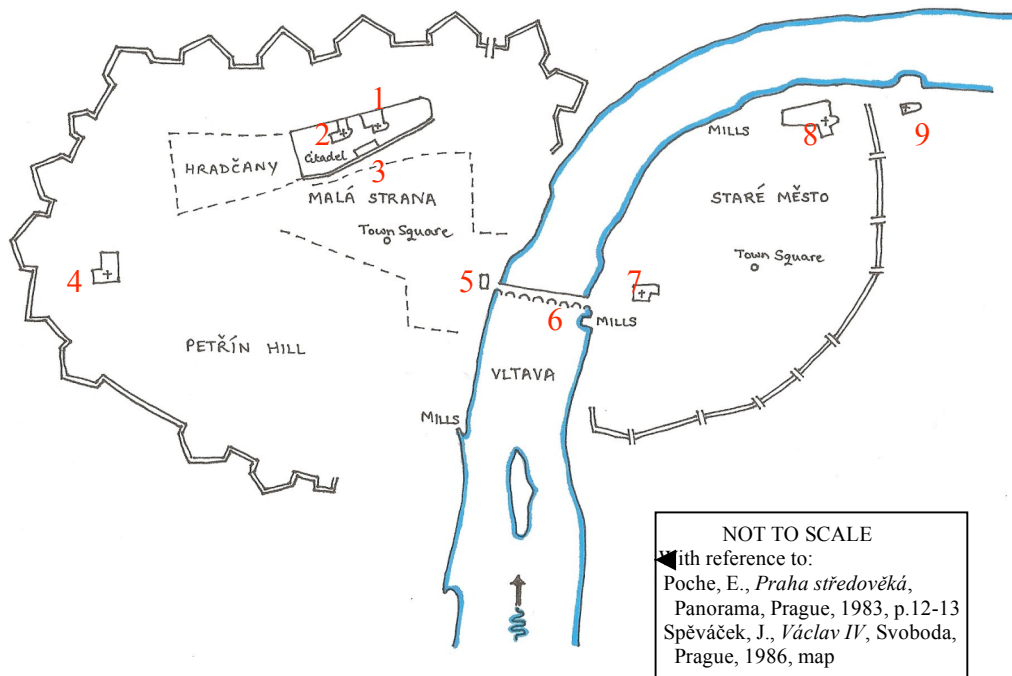 1
2
Citadel
3
HRADČANY
MALÁ STRANA
Town Square
4
5
6
PETŘÍN HILL
VLTAVA
MILLS
MILLS
7
MILLS
8
9
STARÉ MĚSTO
Town Square
NOT TO SCALE
With reference to:
Poche, E., Praha středověká,
Panorama, Prague, 1983, p.12-13
Spěváček, J., Václav IV, Svoboda,
Prague, 1986, map